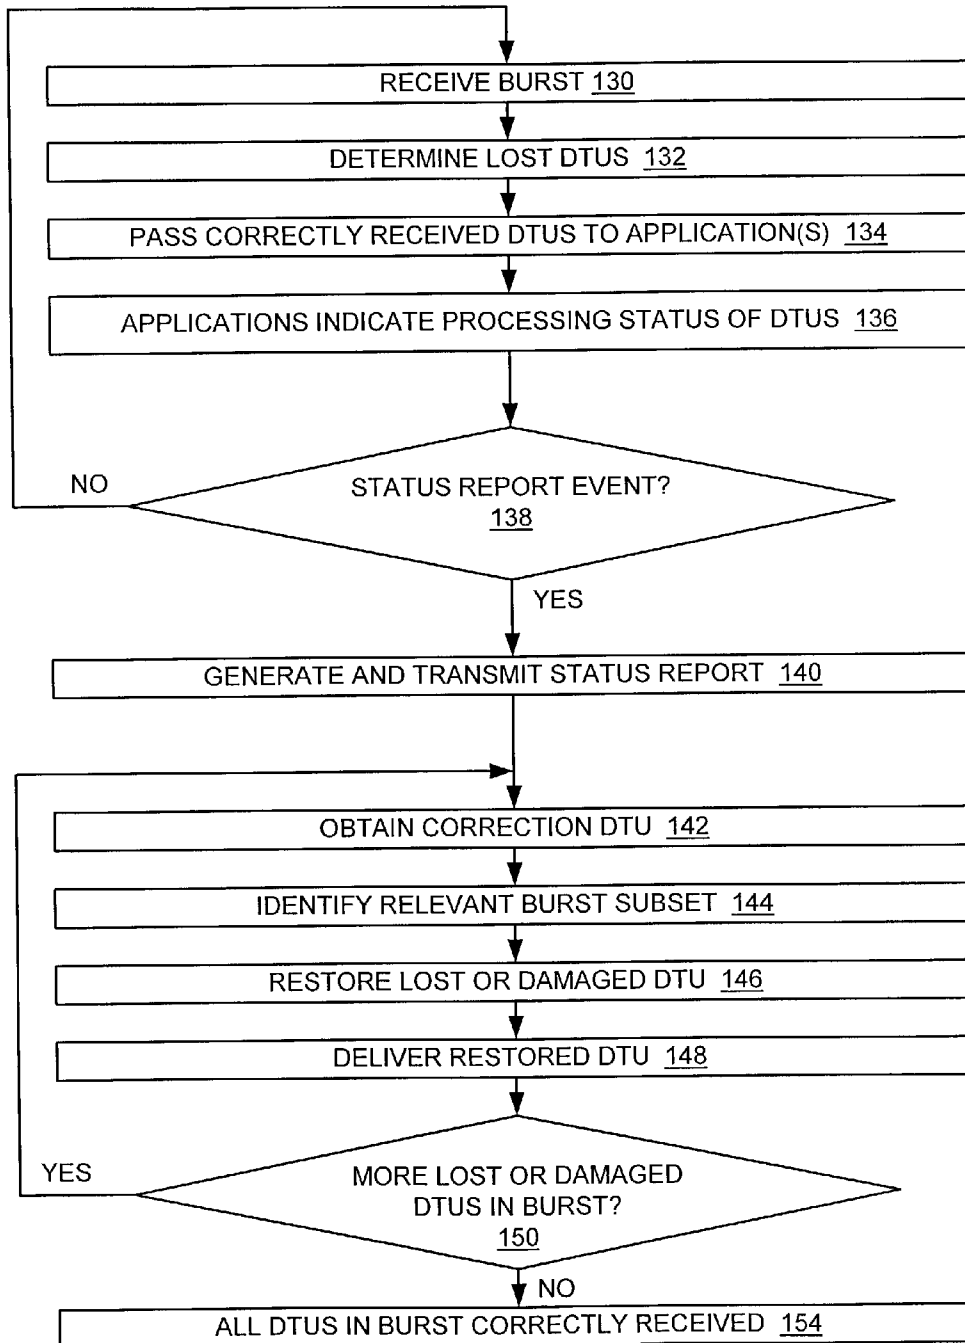 RECEIVE BURST 130
DETERMINE LOST DTUS 132
PASS CORRECTLY RECEIVED DTUS TO APPLICATION(S) 134
APPLICATIONS INDICATE PROCESSING STATUS OF DTUS 136
NO
STATUS REPORT EVENT?
138
YES
GENERATE AND TRANSMIT STATUS REPORT 140
OBTAIN CORRECTION DTU 142
IDENTIFY RELEVANT BURST SUBSET 144
RESTORE LOST OR DAMAGED DTU 146
DELIVER RESTORED DTU 148
YES
MORE LOST OR DAMAGED
DTUS IN BURST?
150
NO
ALL DTUS IN BURST CORRECTLY RECEIVED 154